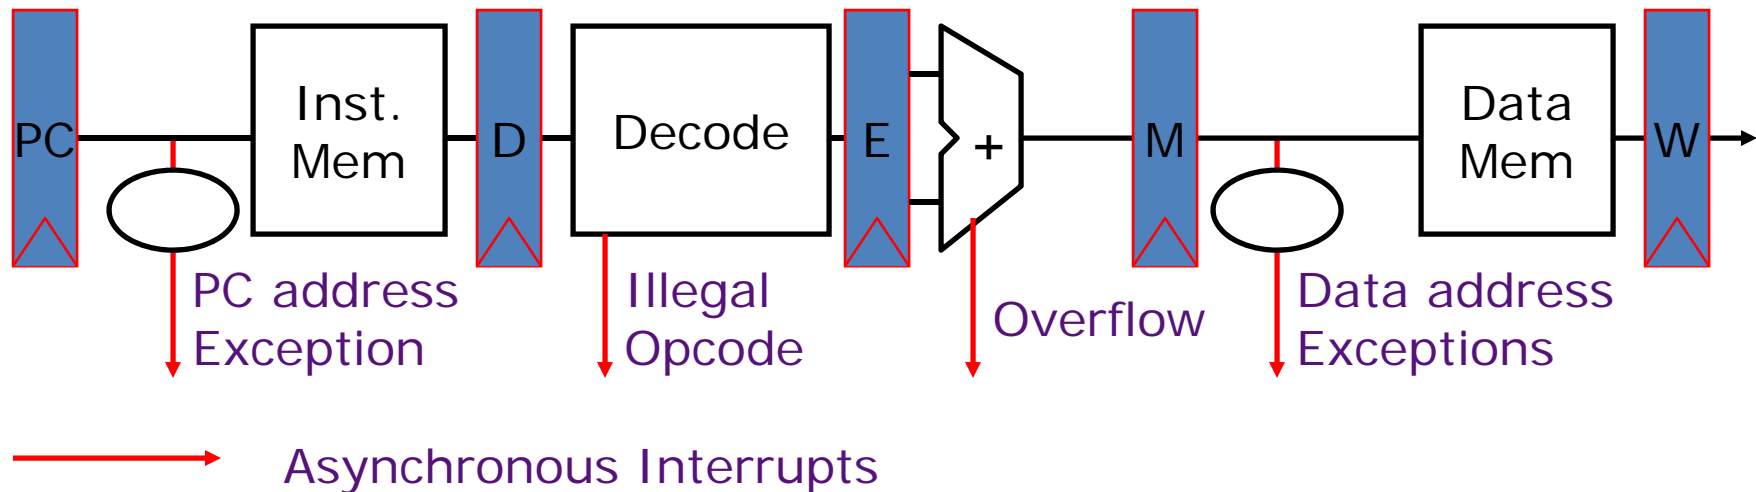 PC
Inst.
Mem
D
Decode
E
+
M
Data
Mem
W
PC address
Exception
Illegal
Opcode
Overflow
Data address
Exceptions
Asynchronous Interrupts